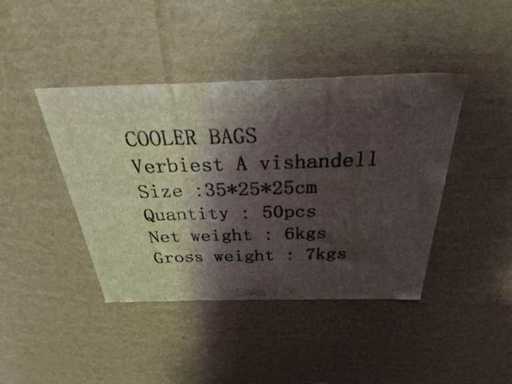 COOLER BAGS
Verbiest A vishandell
Size :35*25*25cm
Quantity : 50pcs
Net weight : 6kgs
Gross weight : 7kgs